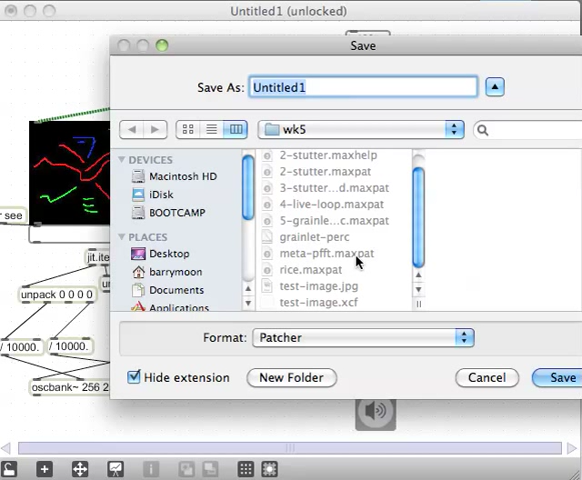 Untitled1 (unlocked)
Save
Save As: Untitled1
wk5
DEVICES
Macintosh HD
iDisk
BOOTCAMP
PLACES
Desktop
barrymoon
Documents
Applications
2-stutter.maxhelp
2-stutter.maxpat
3-stutter...d.maxpat
4-live-loop.maxpat
5-grainle...c.maxpat
grainlet-perc
meta-pfft.maxpat
rice.maxpat
test-image.jpg
test-image.xcf
Format: Patcher
Hide extension
New Folder
Cancel
Save
see
jit.ite
unpack 0 0 0 0
/ 10000.
/ 10000.
oscbank~ 256 2